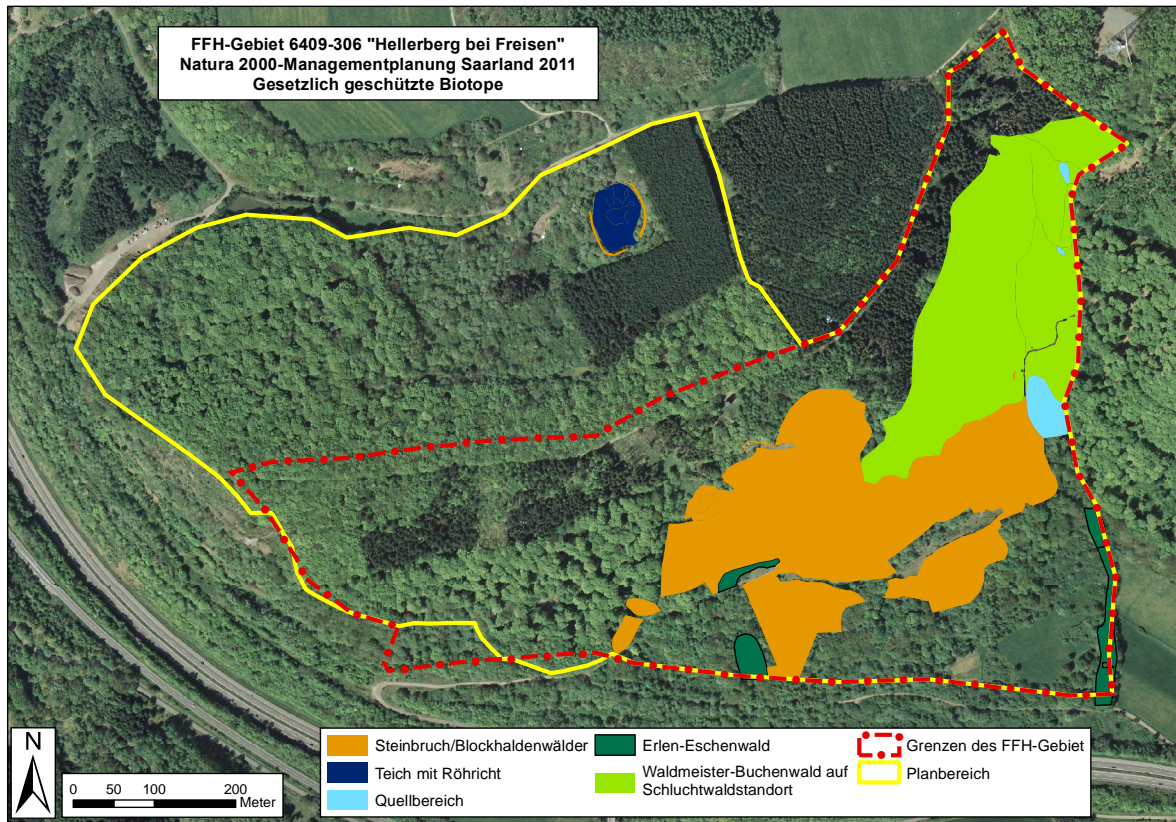 FFH-Gebiet 6409-306 "Hellerberg bei Freisen"
Natura 2000-Managementplanung Saarland 2011
Gesetzlich geschützte Biotope
N
0 50 100 200
Meter
Steinbruch/Blockhaldenwälder
Teich mit Röhricht
Quellbereich
Erlen-Eschenwald
Waldmeister-Buchenwald auf
Schluchtwaldstandort
Grenzen des FFH-Gebiet
Planbereich